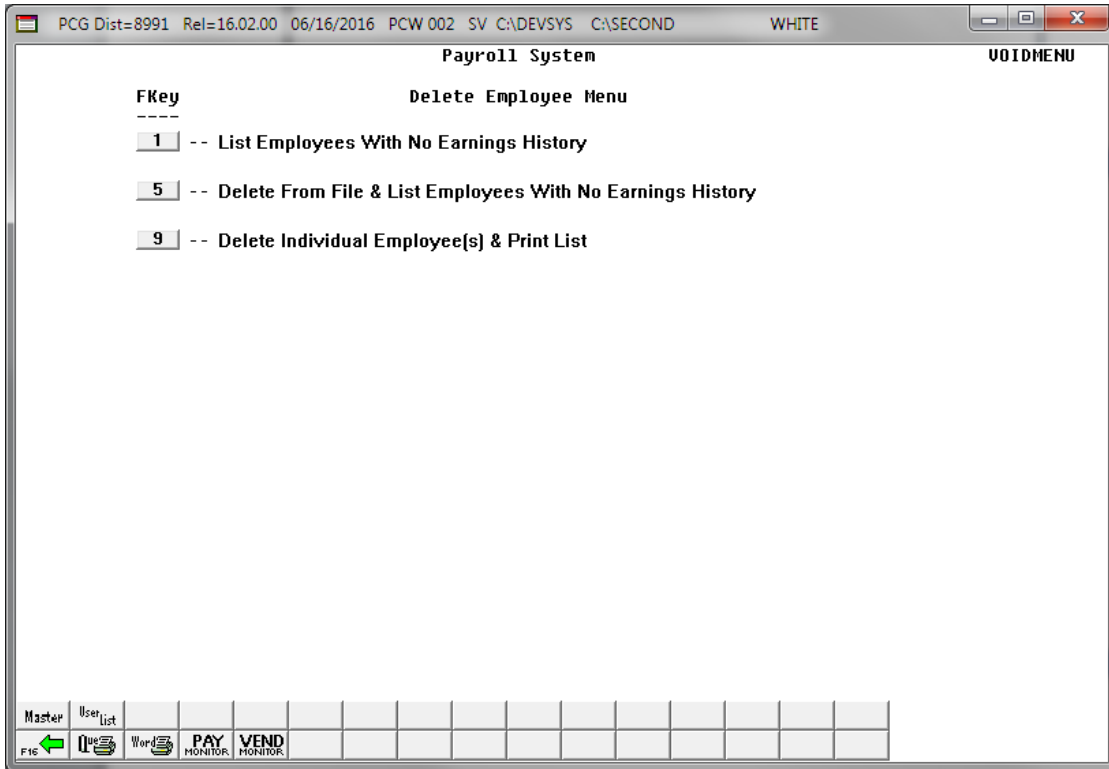 PCG Dist=8991 Rel=16.02.00 06/16/2016 PCW 002 SV C:\DEVSYS C:\SECOND WHITE
Payroll System VOIDMENU
FKey Delete Employee Menu
----
1 -- List Employees With No Earnings History
5 -- Delete From File & List Employees With No Earnings History
9 -- Delete Individual Employee(s) & Print List
Master User List
F16 Que Word PAY MONITOR VEND MONITOR